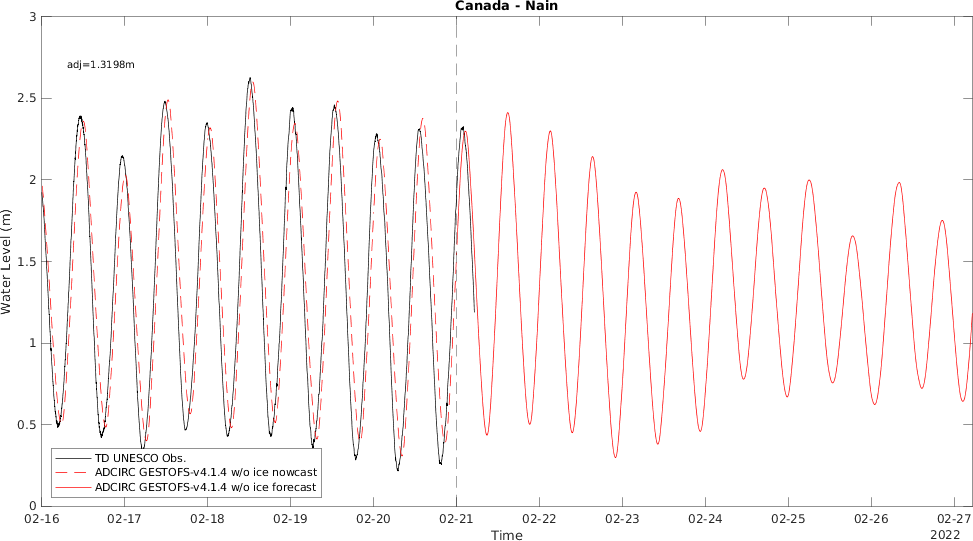 Canada - Nain
3
adj=1.3198m
2.5
2
1.5
1
0.5
0
Water Level (m)
TD UNESCO Obs.
ADCIRC GESTOFS-v4.1.4 w/o ice nowcast
ADCIRC GESTOFS-v4.1.4 w/o ice forecast
02-16 02-17 02-18 02-19 02-20 02-21 02-22 02-23 02-24 02-25 02-26 02-27
Time
2022